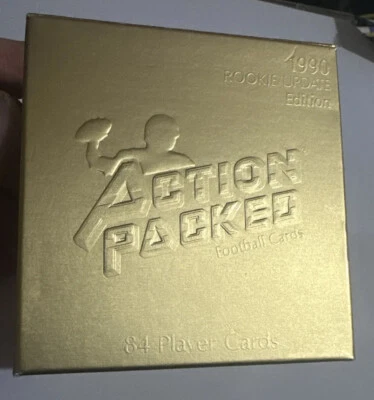 1990
ROOKIE UPDATE
Edition
ACTION
PACKED
Football Cards
84 Player Cards